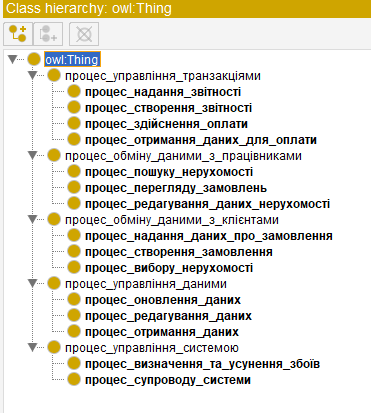 Class hierarchy: owl:Thing
owl:Thing
процес_управління_транзакціями
процес_надання_звітності
процес_створення_звітності
процес_здійснення_оплати
процес_отримання_даних_для_оплати
процес_обміну_даними_з_працівниками
процес_пошуку_нерухомості
процес_перегляду_замовлень
процес_редагування_даних_нерухомості
процес_обміну_даними_з_клієнтами
процес_надання_даних_про_замовлення
процес_створення_замовлення
процес_вибору_нерухомості
процес_управління_даними
процес_оновлення_даних
процес_редагування_даних
процес_отримання_даних
процес_управління_системою
процес_визначення_та_усунення_збоїв
процес_супроводу_системи